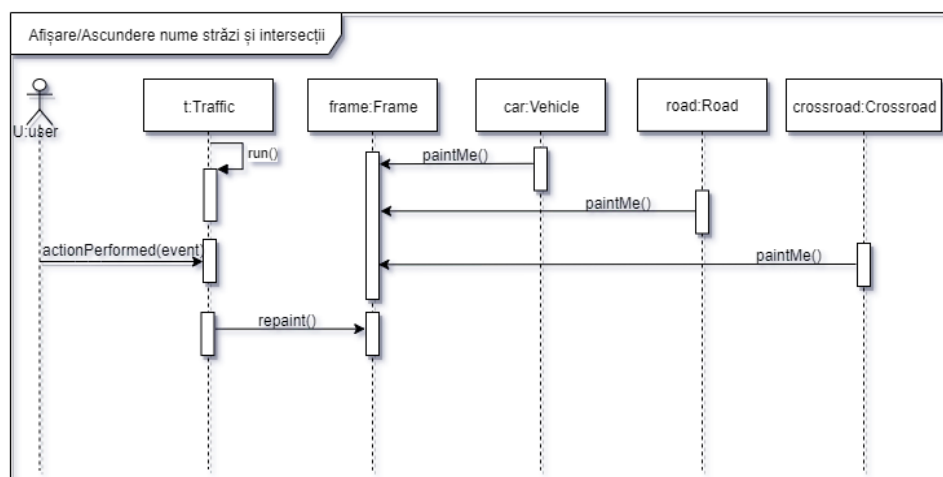 Afișare/Ascundere nume străzi și intersecții
U:user
t:Traffic
frame:Frame
car:Vehicle
road:Road
crossroad:Crossroad
run()
paintMe()
paintMe()
actionPerformed(event)
paintMe()
repaint()